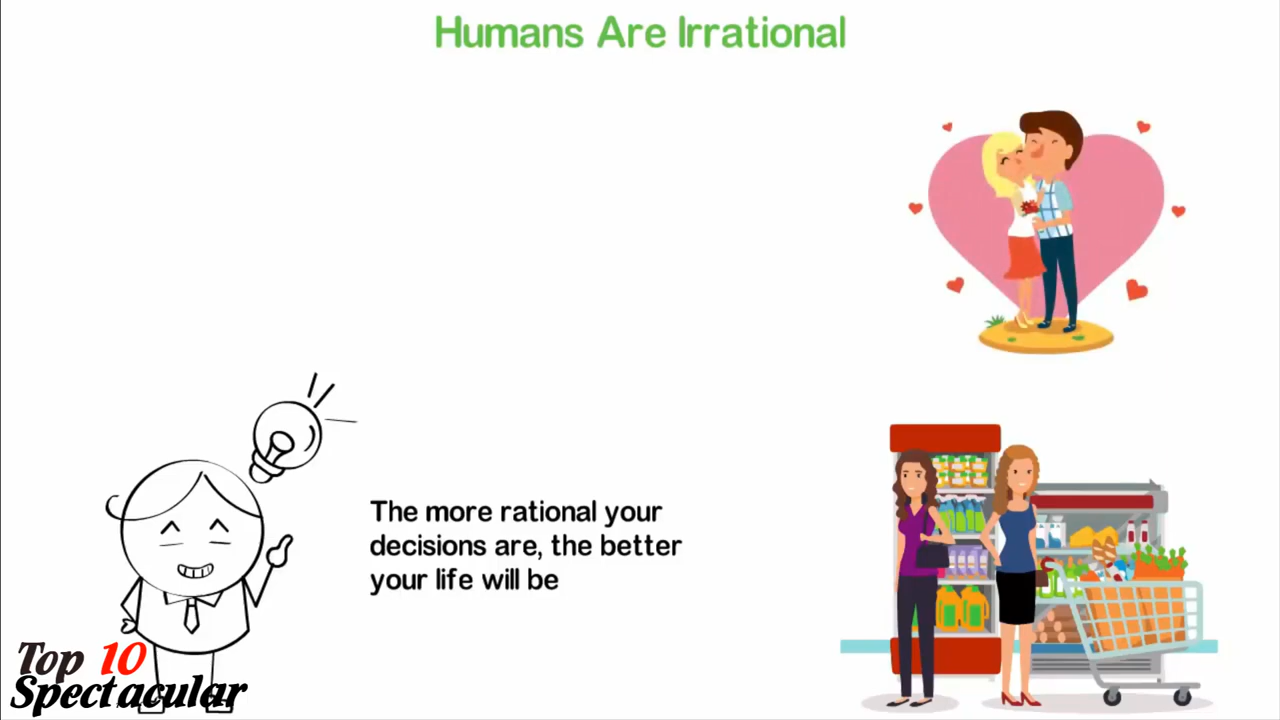 Humans Are Irrational
The more rational your
decisions are, the better
your life will be
Top 10
Spectacular